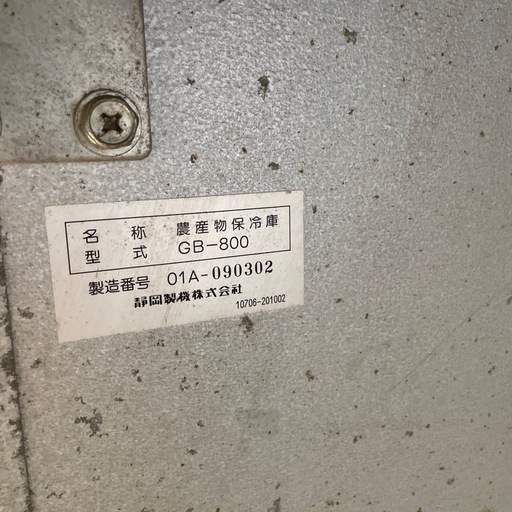 名称 農産物保冷庫
型式 GB-800
製造番号 01A-090302
静岡製機株式会社
10706-201002